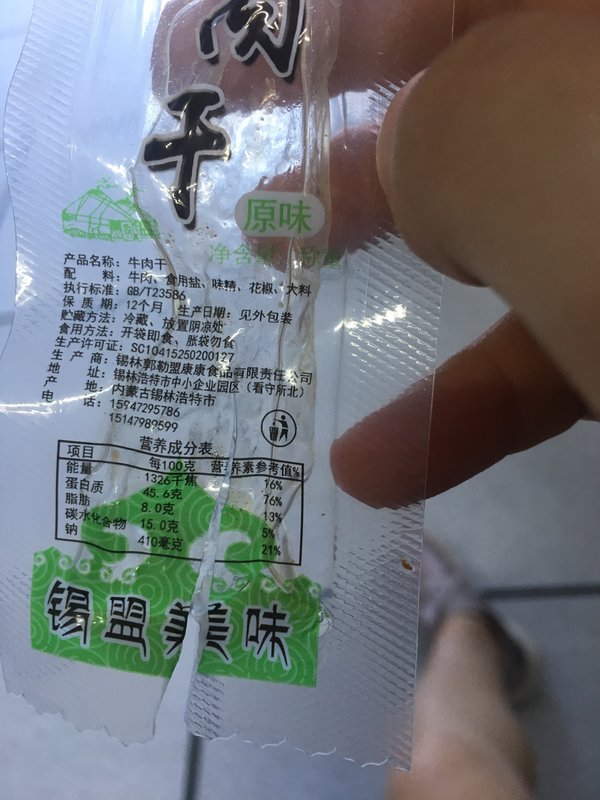 肉
干
原味
净含量：称重
产品名称：牛肉干
配 料：牛肉、食用盐、味精、花椒、大料
执行标准：GB/T23586
保 质 期：12个月 生产日期：见外包装
贮藏方法：冷藏、放置阴凉处
食用方法：开袋即食、胀袋勿食
生产许可证：SC10415250200127
生 产 商：锡林郭勒盟康康食品有限责任公司
地 址：锡林浩特市中小企业园区（看守所北）
产 地：内蒙古锡林浩特市
电 话：15947295786
15147989599
营养成分表
项目 每100克 营养素参考值%
能量 1326千焦 16%
蛋白质 45.6克 76%
脂肪 8.0克 13%
碳水化合物 15.0克 5%
钠 410毫克 21%
锡盟美味